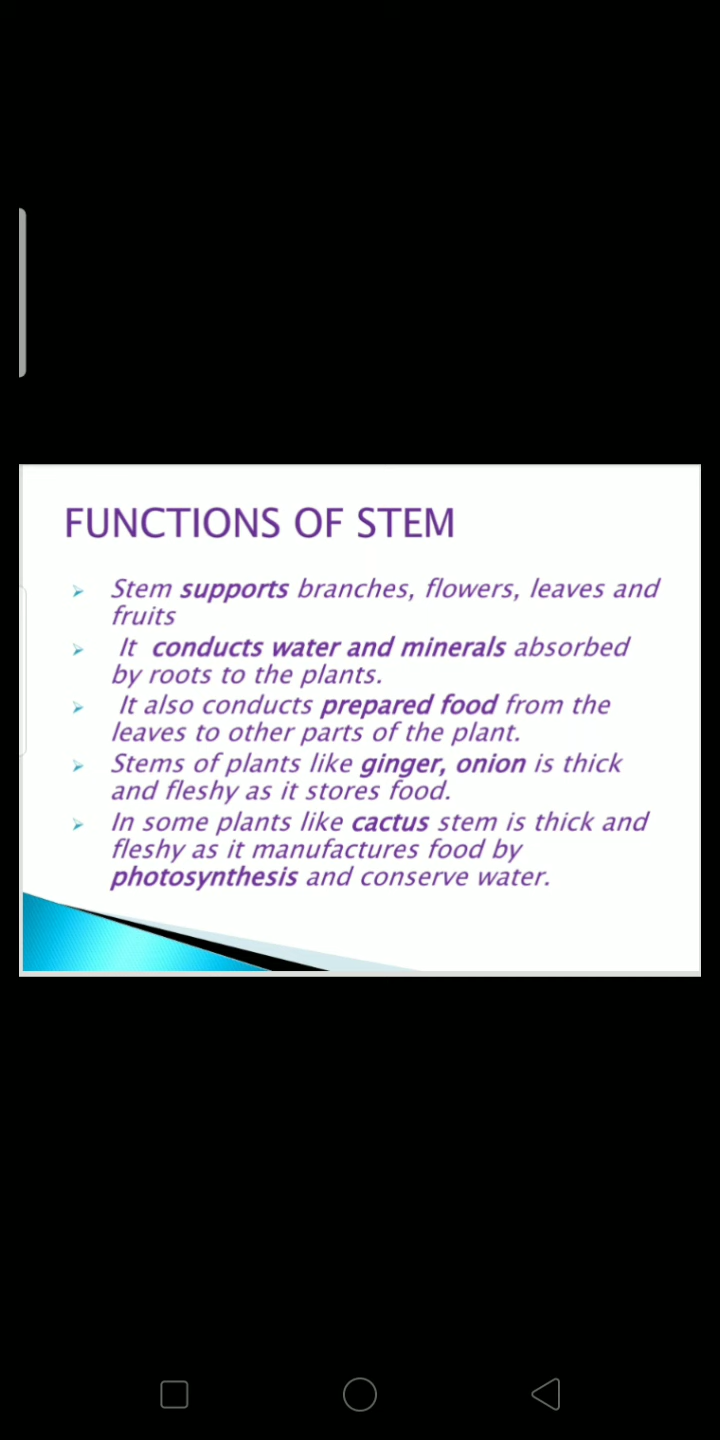 FUNCTIONS OF STEM
Stem supports branches, flowers, leaves and
fruits
It conducts water and minerals absorbed
by roots to the plants.
It also conducts prepared food from the
leaves to other parts of the plant.
Stems of plants like ginger, onion is thick
and fleshy as it stores food.
In some plants like cactus stem is thick and
fleshy as it manufactures food by
photosynthesis and conserve water.